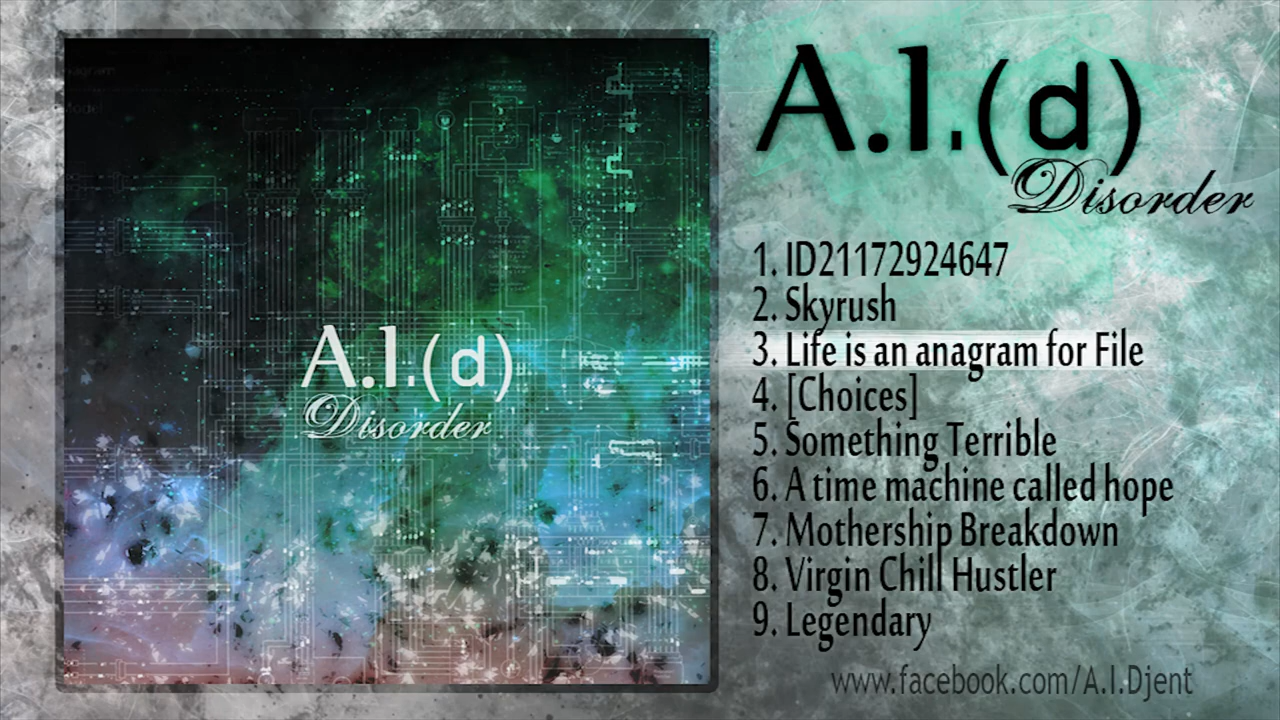 A.I.(d)
Disorder
A.I.(d)
Disorder
1. ID21172924647
2. Skyrush
3. Life is an anagram for File
4. [Choices]
5. Something Terrible
6. A time machine called hope
7. Mothership Breakdown
8. Virgin Chill Hustler
9. Legendary
www.facebook.com/A.I.Djent